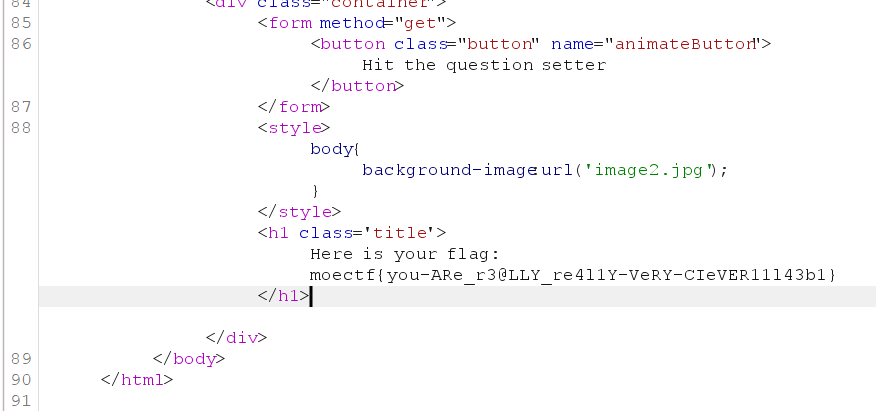 84 <div class="container">
85 <form method="get">
86 <button class="button" name="animateButton">
Hit the question setter
</button>
87 </form>
88 <style>
body{
background-image:url('image2.jpg');
}
</style>
<h1 class='title'>
Here is your flag:
moectf{you-ARe_r3@LLY_re4l1Y-VeRY-CIeVER11l43b1}
</h1>
</div>
89 </body>
90 </html>
91